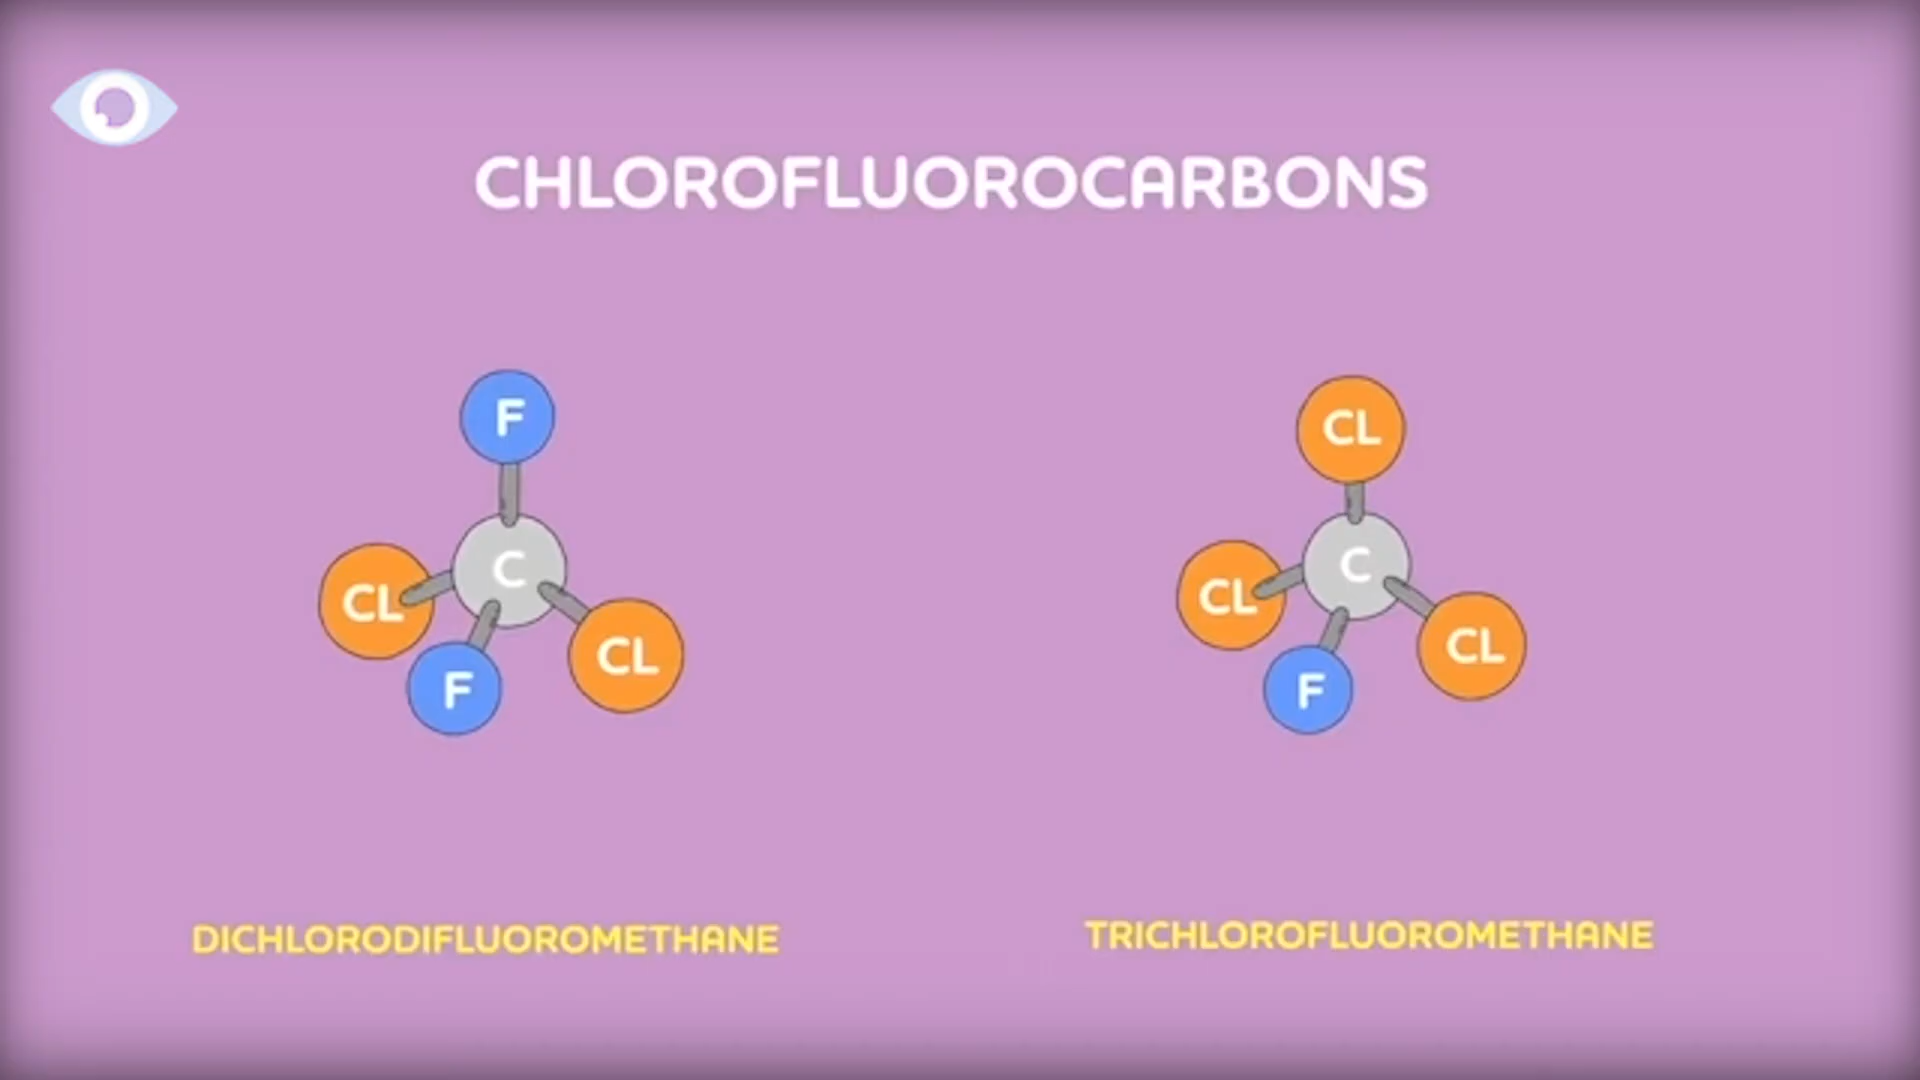 CHLOROFLUOROCARBONS
F
C
CL
CL
F
CL
C
CL
CL
F
DICHLORODIFLUOROMETHANE
TRICHLOROFLUOROMETHANE